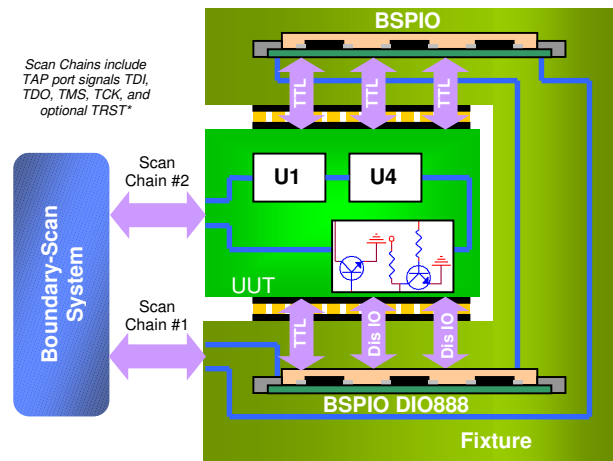 BSPIO
Scan Chains include
TAP port signals TDI,
TDO, TMS, TCK, and
optional TRST*
TTL
TTL
TTL
Boundary-Scan
System
Scan
Chain #2
U1
U4
UUT
Scan
Chain #1
TTL
Dis IO
Dis IO
BSPIO DIO888
Fixture